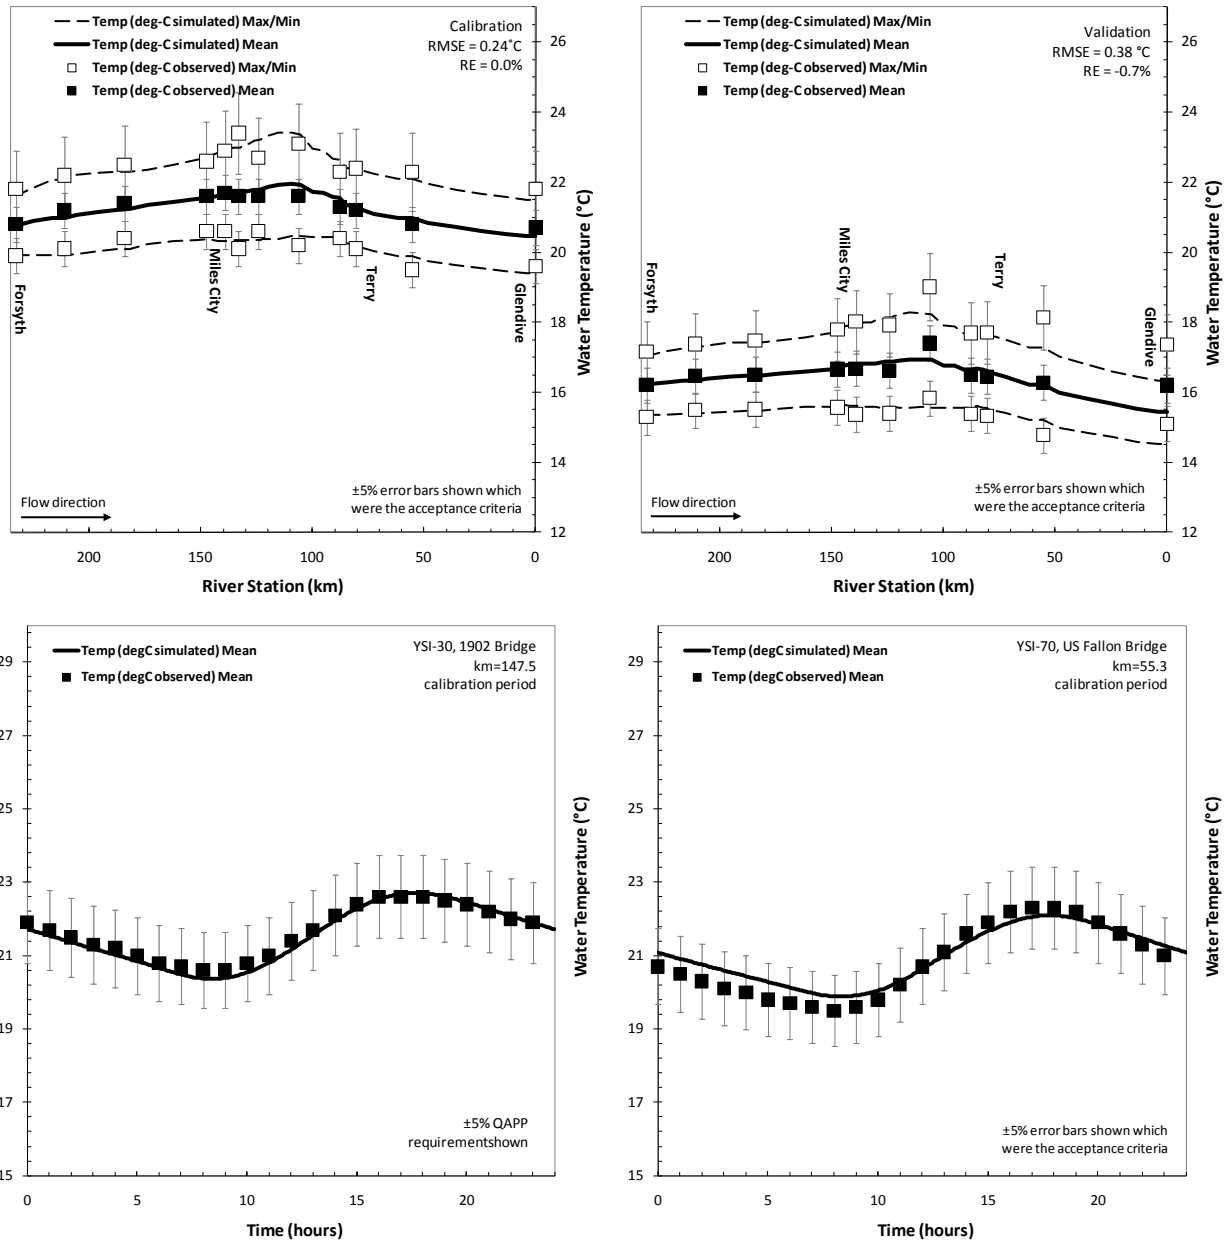 Temp (deg-C simulated) Max/Min
Temp (deg-C simulated) Mean
Temp (deg-C observed) Max/Min
Temp (deg-C observed) Mean
Calibration
RMSE = 0.24˚C
RE = 0.0%
26
24
22
20
18
16
14
12
Water Temperature (°C)
Forsyth
Miles City
Terry
Glendive
Flow direction
±5% error bars shown which
were the acceptance criteria
200
150
100
50
0
River Station (km)
Temp (deg-C simulated) Max/Min
Temp (deg-C simulated) Mean
Temp (deg-C observed) Max/Min
Temp (deg-C observed) Mean
Validation
RMSE = 0.38 °C
RE = -0.7%
26
24
22
20
18
16
14
12
Water Temperature (°C)
Forsyth
Miles City
Terry
Glendive
Flow direction
±5% error bars shown which
were the acceptance criteria
200
150
100
50
0
River Station (km)
Temp (degC simulated) Mean
Temp (degC observed) Mean
YSI-30, 1902 Bridge
km=147.5
calibration period
29
27
25
23
21
19
17
15
±5% QAPP
requirementshown
0
5
10
15
20
Time (hours)
Water Temperature (°C)
Temp (degC simulated) Mean
Temp (degC observed) Mean
YSI-70, US Fallon Bridge
km=55.3
calibration period
29
27
25
23
21
19
17
15
±5% error bars shown which
were the acceptance criteria
0
5
10
15
20
Time (hours)
Water Temperature (°C)